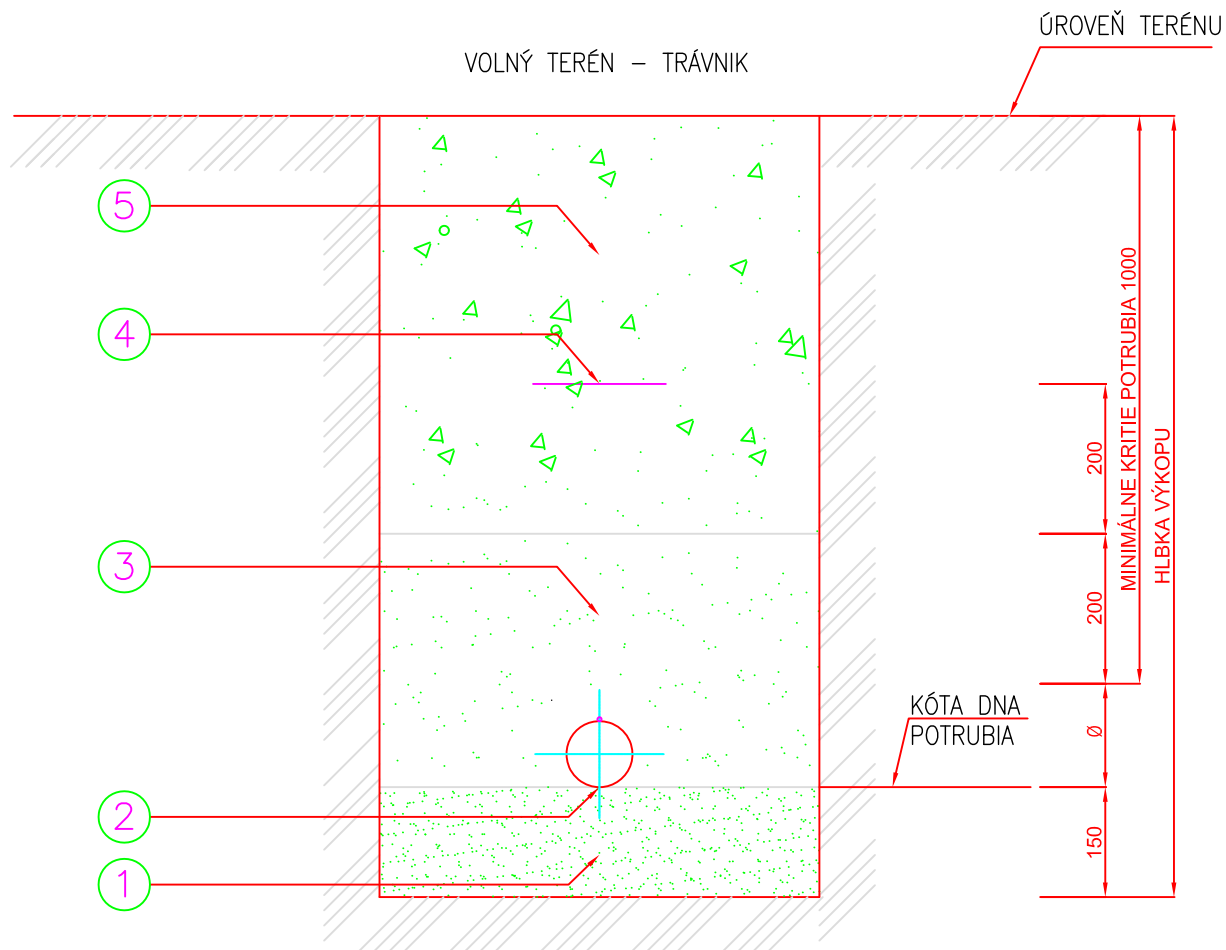 ÚROVEŇ TERÉNU
VOLNÝ TERÉN – TRÁVNIK
5
4
3
2
1
MINIMÁLNE KRITIE POTRUBIA 1000
HLBKA VÝKOPU
200
200
KÓTA DNA
POTRUBIA
Ø
150